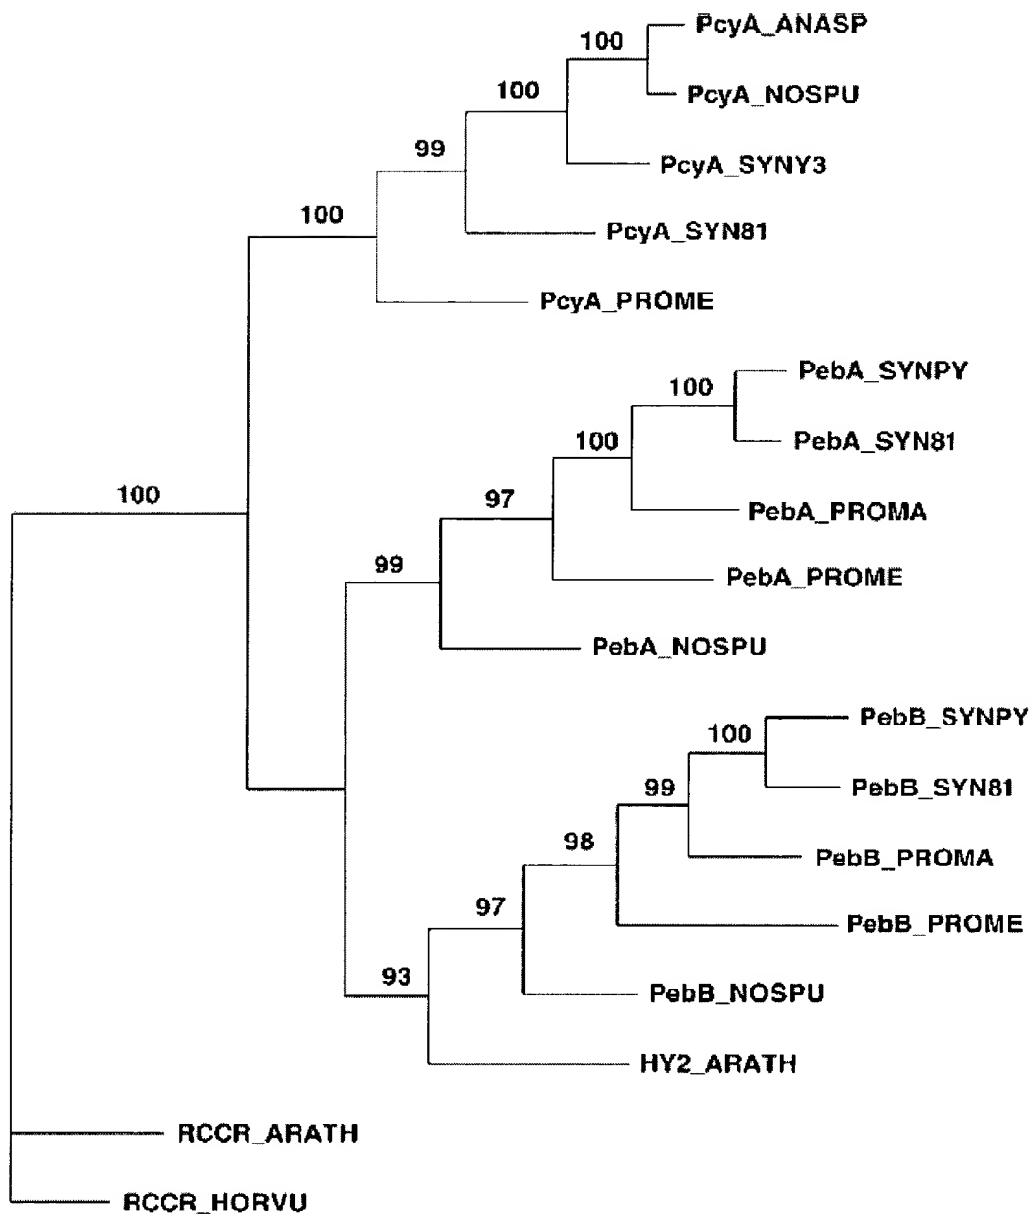 PcyA_ANASP
100
PcyA_NOSPU
100
99
PcyA_SYNY3
100
PcyA_SYN81
PcyA_PROME
PebA_SYNPY
100
100
PebA_SYN81
97
100
PebA_PROMA
99
PebA_PROME
PebA_NOSPU
PebB_SYNPY
100
99
PebB_SYN81
98
PebB_PROMA
97
PebB_PROME
93
PebB_NOSPU
HY2_ARATH
RCCR_ARATH
RCCR_HORVU